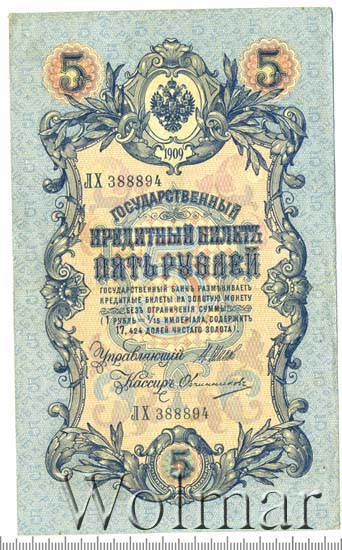 5 5
1909
ЛХ 388894
ГОСУДАРСТВЕННЫЙ
КРЕДИТНЫЙ БИЛЕТЪ
ПЯТЬ РУБЛЕЙ
ГОСУДАРСТВЕННЫЙ БАНКЪ РАЗМѢНИВАЕТЪ
КРЕДИТНЫЕ БИЛЕТЫ НА ЗОЛОТУЮ МОНЕТУ
БЕЗЪ ОГРАНИЧЕНІЯ СУММЫ
(1 РУБЛЬ = 1/15 ИМПЕРІАЛА, СОДЕРЖИТЪ
17,424 ДОЛЕЙ ЧИСТАГО ЗОЛОТА).
Управляющій
Кассиръ Овчинниковъ
ЛХ 388894
5
Wolmar